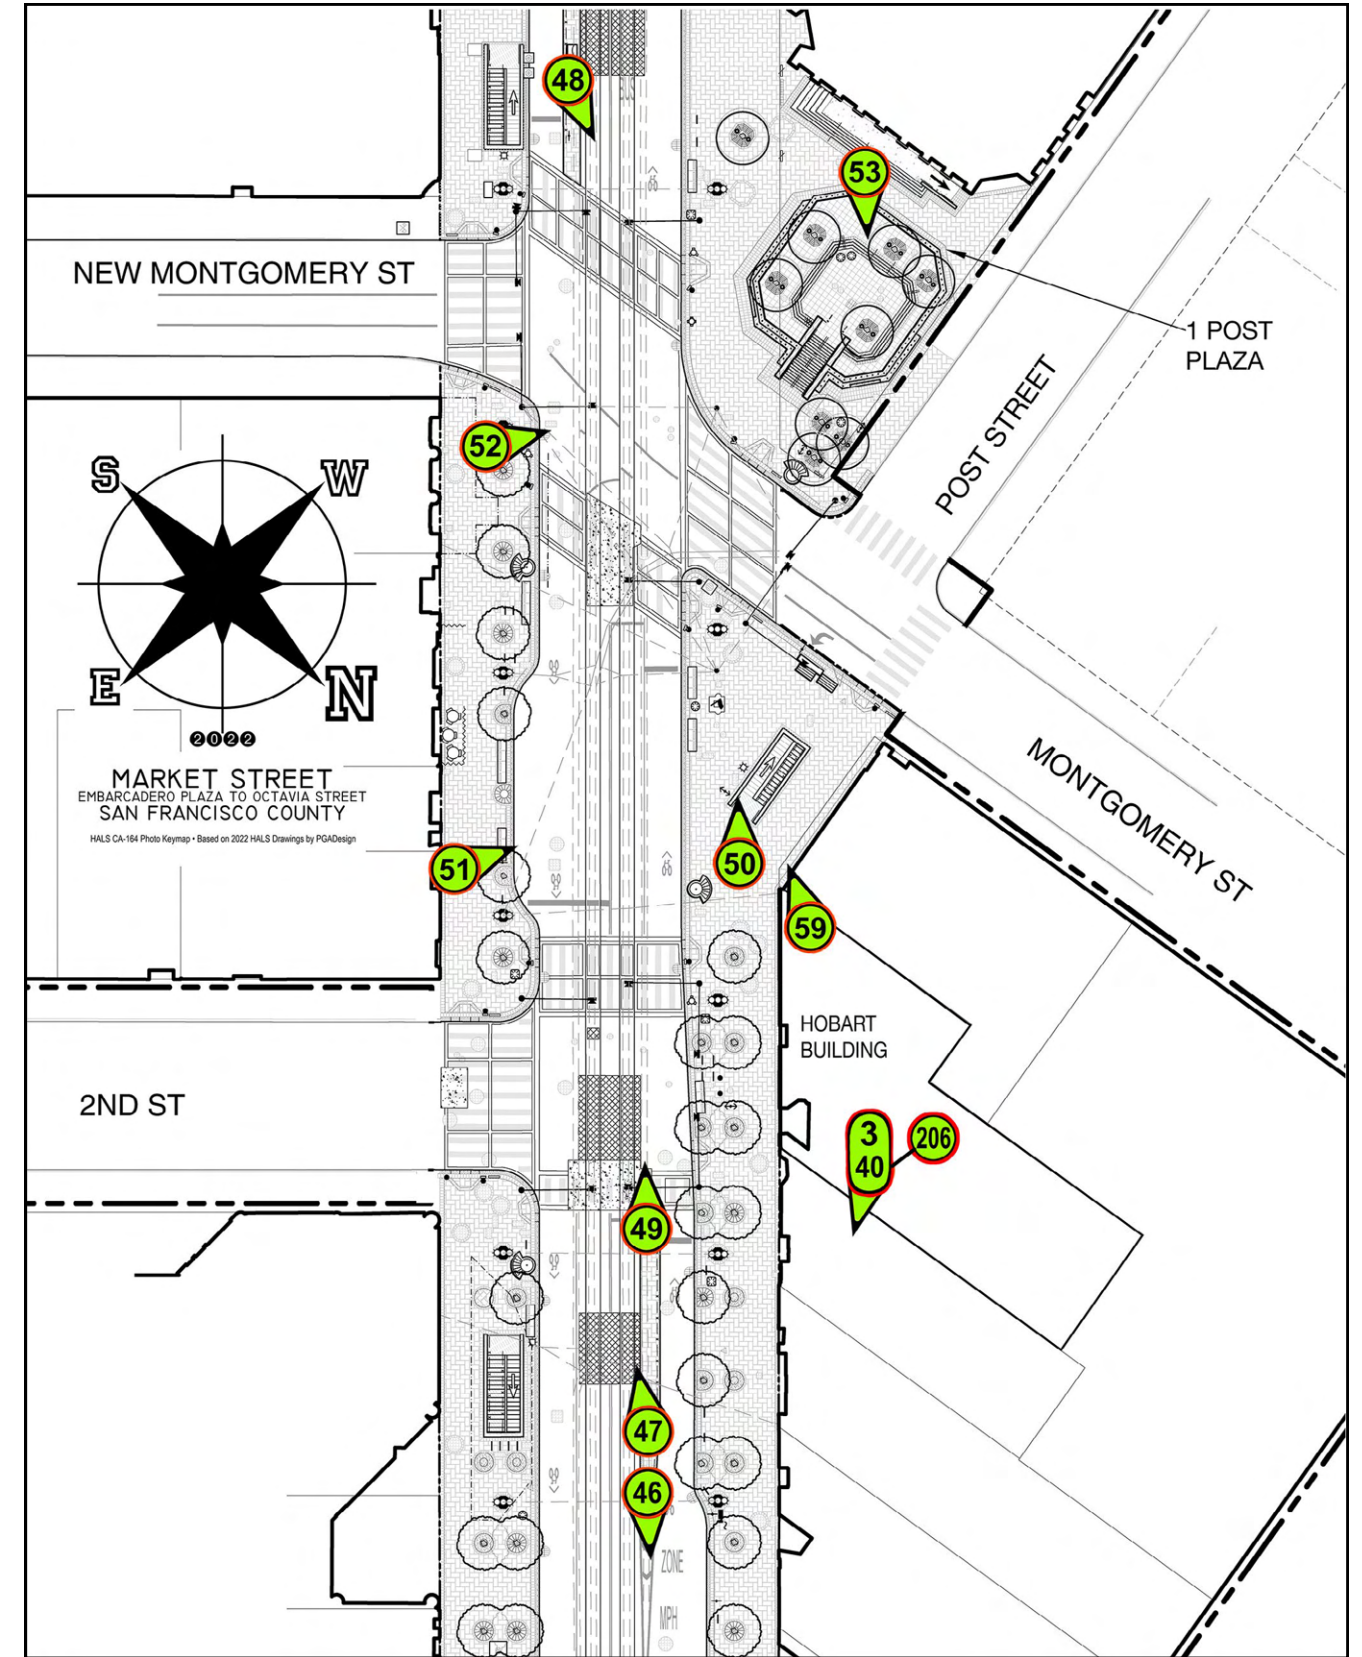 48
BUS
53
NEW MONTGOMERY ST
1 POST
PLAZA
POST STREET
52
S
W
E
N
2022
MARKET STREET
EMBARCADERO PLAZA TO OCTAVIA STREET
SAN FRANCISCO COUNTY
HALS CA-164 Photo Keymap • Based on 2022 HALS Drawings by PGADesign
MONTGOMERY ST
51
50
59
HOBART
BUILDING
2ND ST
3
40
206
49
47
46
ZONE
MPH